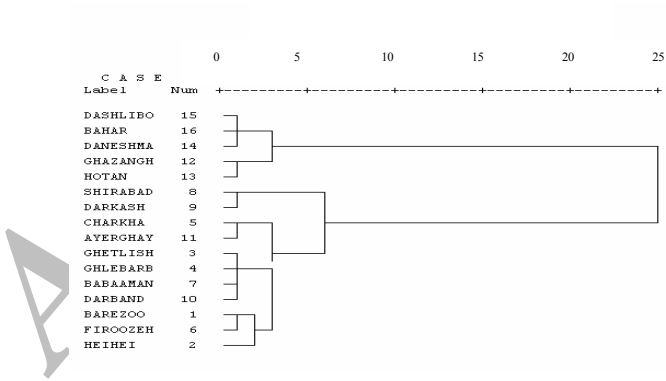 0 5 10 15 20 25
C A S E
Label Num
DASHLIBO 15
BAHAR 16
DANESHMA 14
GHAZANGH 12
HOTAN 13
SHIRABAD 8
DARKASH 9
CHARKHA 5
AYERGHAY 11
GHETLISH 3
GHLEBARB 4
BABAAMAN 7
DARBAND 10
BAREZOO 1
FIROOZEH 6
HEIHEI 2
A